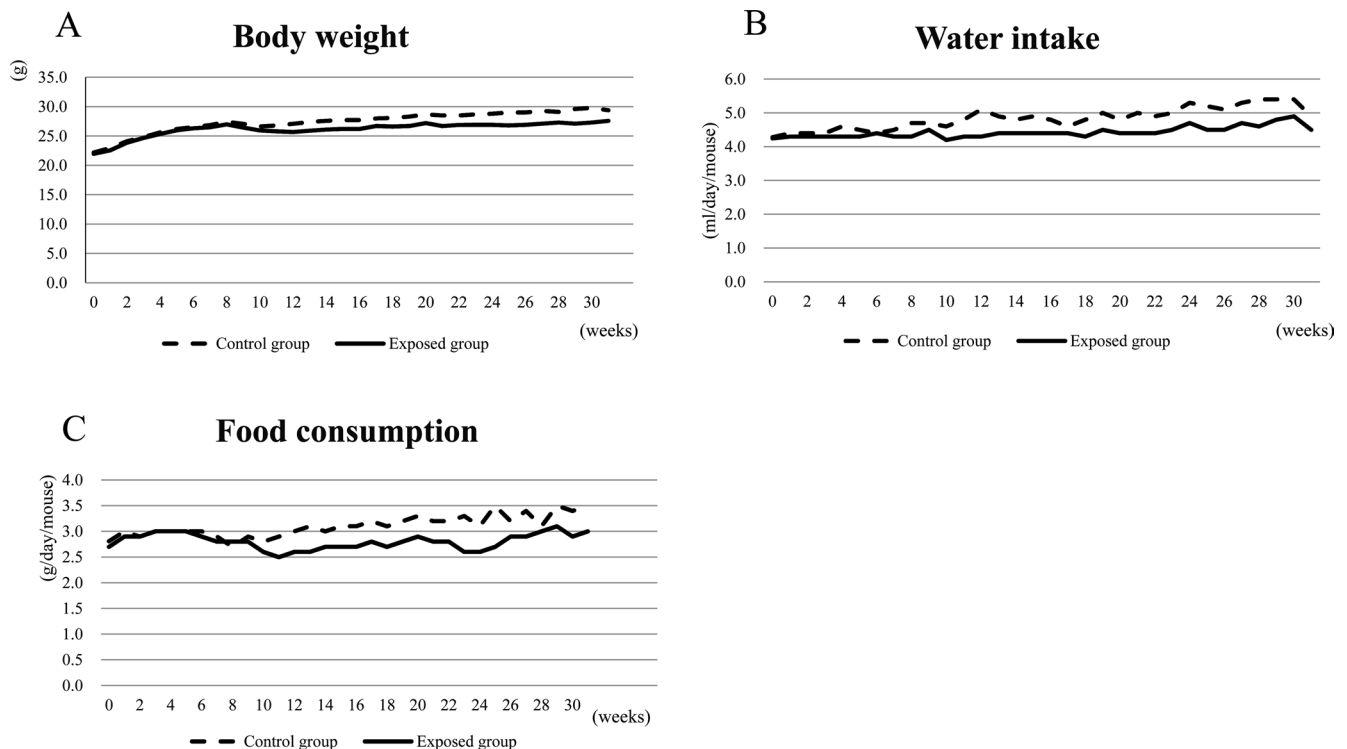 A
Body weight
(g)
35.0
30.0
25.0
20.0
15.0
10.0
5.0
0.0
0 2 4 6 8 10 12 14 16 18 20 22 24 26 28 30
(weeks)
Control group Exposed group
B
Water intake
(ml/day/mouse)
6.0
5.0
4.0
3.0
2.0
1.0
0.0
0 2 4 6 8 10 12 14 16 18 20 22 24 26 28 30
(weeks)
Control group Exposed group
C
Food consumption
(g/day/mouse)
4.0
3.5
3.0
2.5
2.0
1.5
1.0
0.5
0.0
0 2 4 6 8 10 12 14 16 18 20 22 24 26 28 30
(weeks)
Control group Exposed group